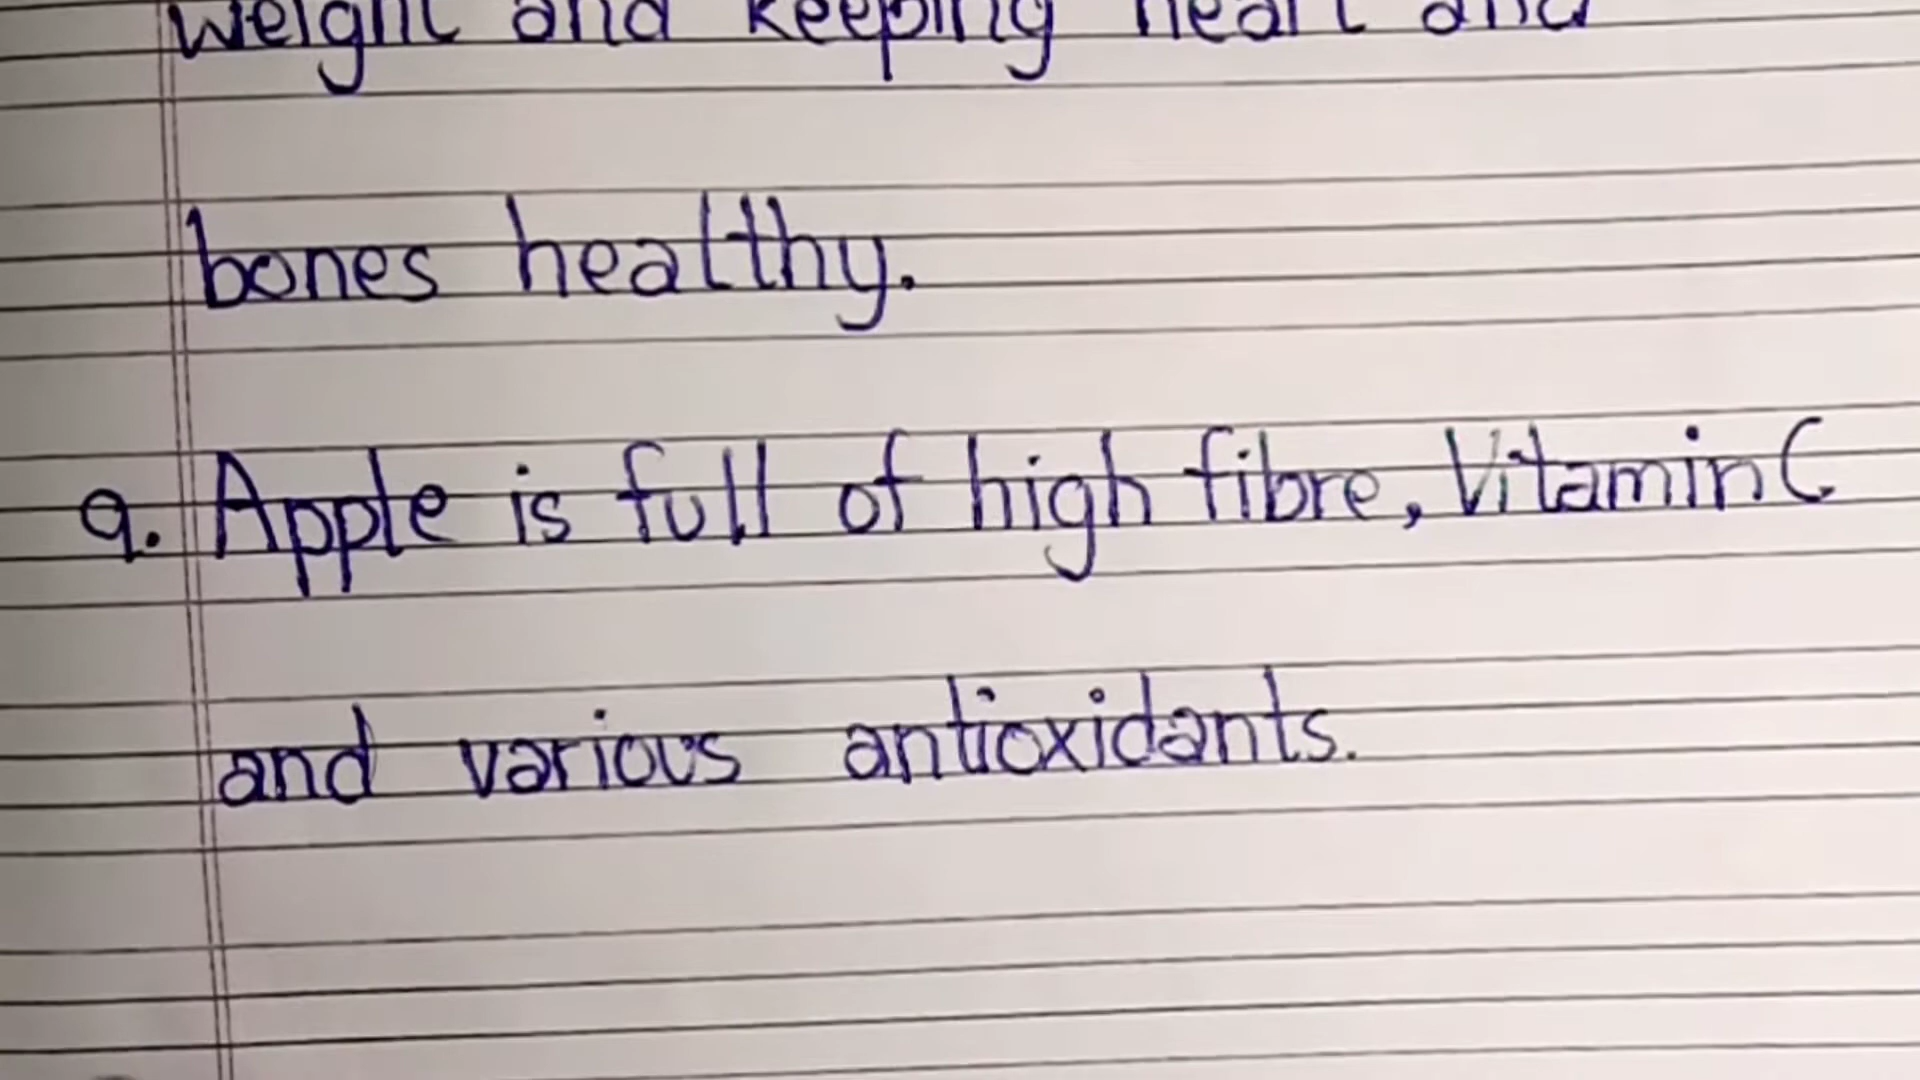 weight and keeping heart and
bones healthy.
9. Apple is full of high fibre, Vitamin C
and various antioxidants.